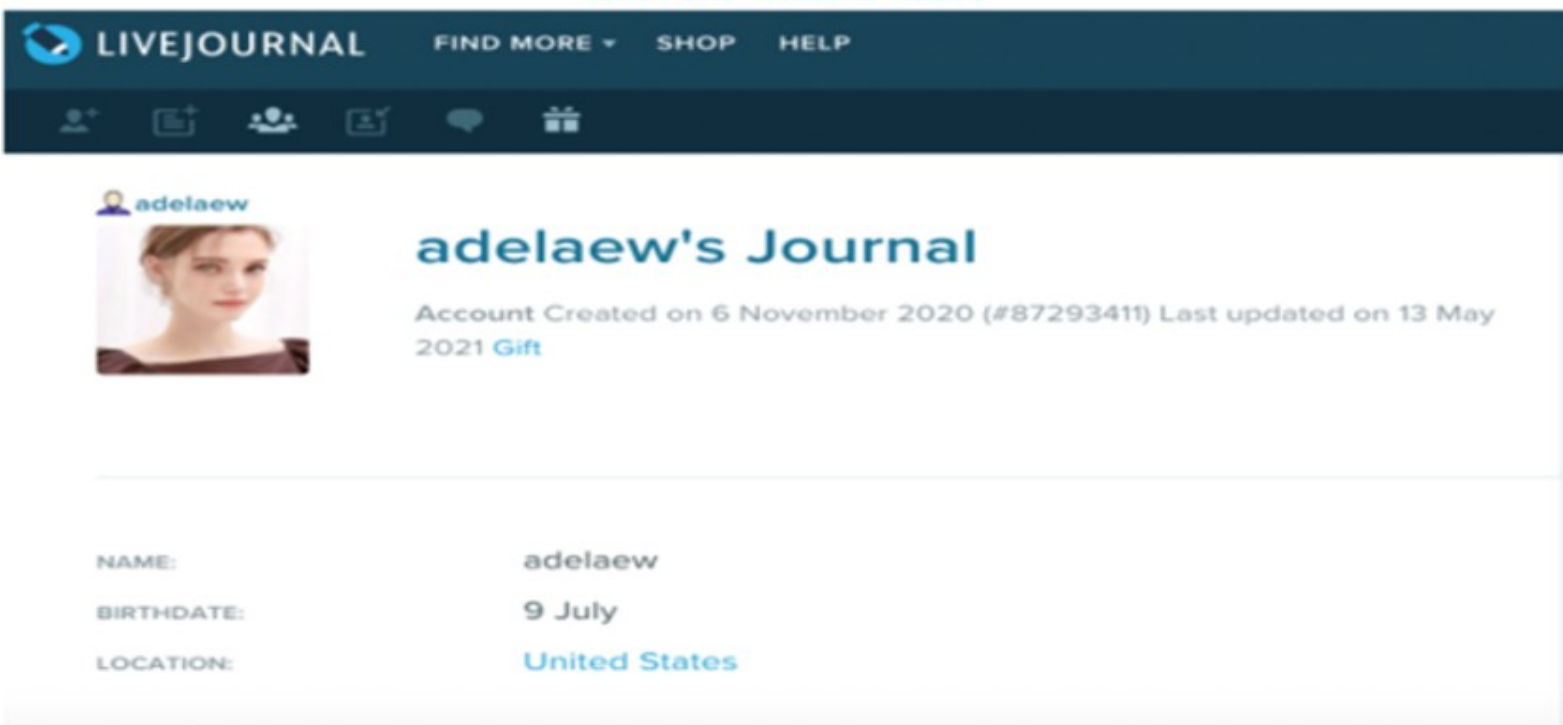 LIVEJOURNAL FIND MORE SHOP HELP
adelaew
adelaew's Journal
Account Created on 6 November 2020 (#87293411) Last updated on 13 May
2021 Gift
NAME: adelaew
BIRTHDATE: 9 July
LOCATION: United States